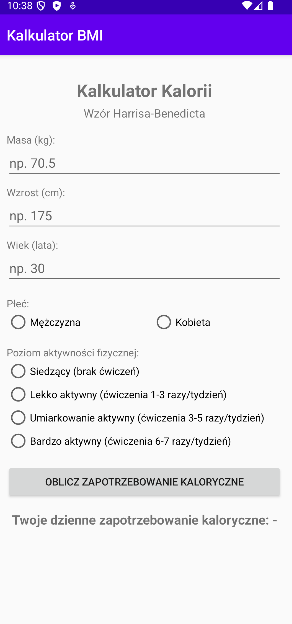 10:38
Kalkulator BMI
Kalkulator Kalorii
Wzór Harrisa-Benedicta
Masa (kg):
np. 70.5
Wzrost (cm):
np. 175
Wiek (lata):
np. 30
Płeć:
Mężczyzna Kobieta
Poziom aktywności fizycznej:
Siedzący (brak ćwiczeń)
Lekko aktywny (ćwiczenia 1-3 razy/tydzień)
Umiarkowanie aktywny (ćwiczenia 3-5 razy/tydzień)
Bardzo aktywny (ćwiczenia 6-7 razy/tydzień)
OBLICZ ZAPOTRZEBOWANIE KALORYCZNE
Twoje dzienne zapotrzebowanie kaloryczne: -